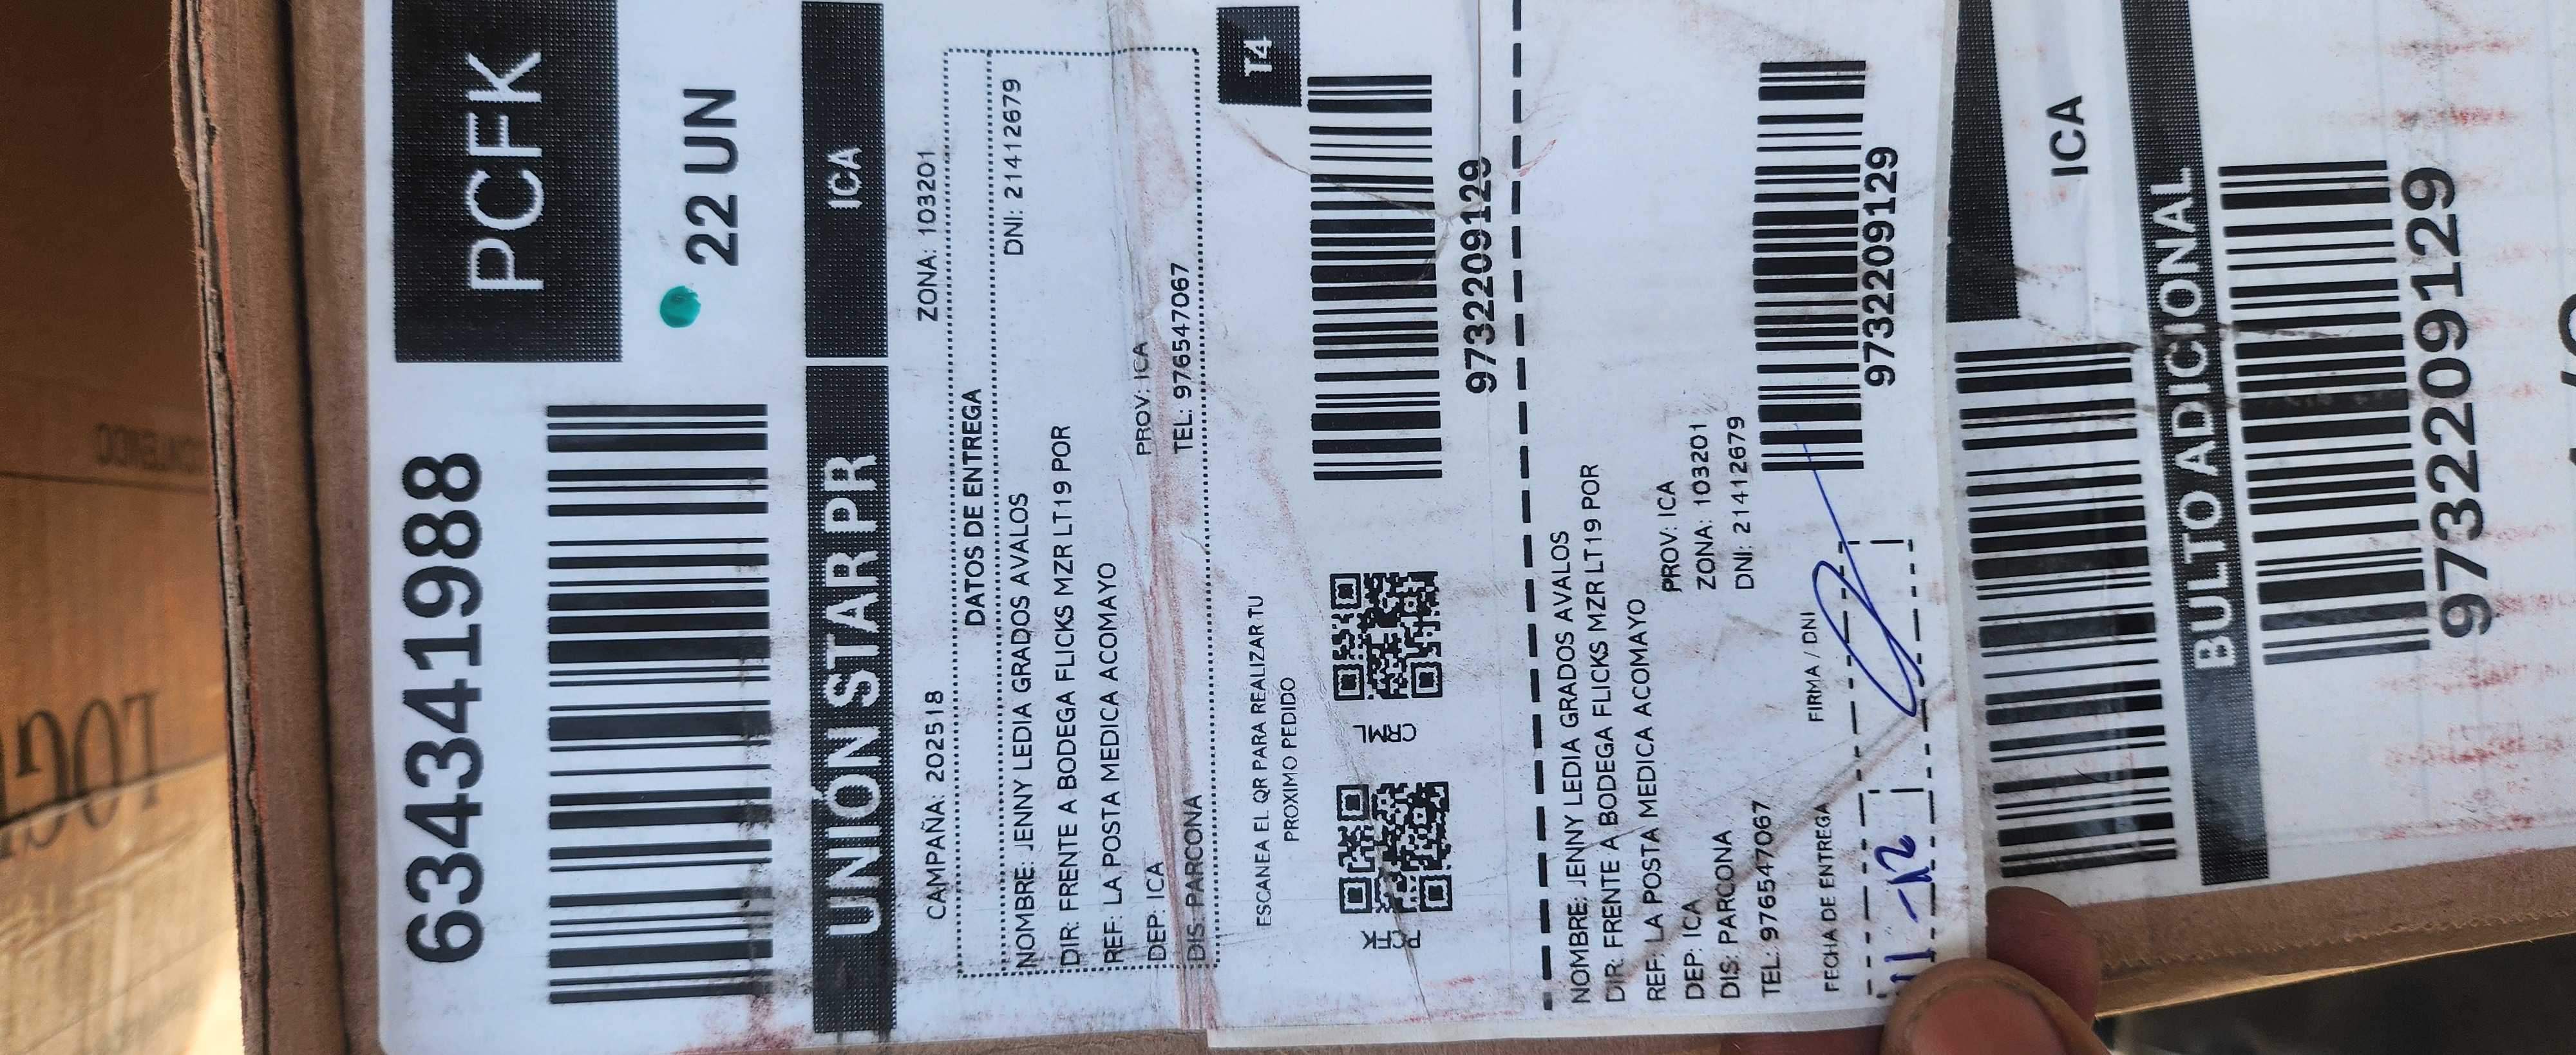 6343441988
PCFK
22 UN
UNIÓN STAR PR
ICA
CAMPAÑA: 202518
ZONA: 103201
DATOS DE ENTREGA
NOMBRE: JENNY LEDIA GRADOS AVALOS
DNI: 21412679
DIR: FRENTE A BODEGA FLICKS MZR LT19 POR
REF: LA POSTA MEDICA ACOMAYO
DEP: ICA
PROV: ICA
DIS: PARCONA
TEL: 976547067
T4
ESCANEA EL QR PARA REALIZAR TU
PROXIMO PEDIDO
PCFK
CRML
9732209129
NOMBRE: JENNY LEDIA GRADOS AVALOS
DIR: FRENTE A BODEGA FLICKS MZR LT19 POR
REF: LA POSTA MEDICA ACOMAYO
DEP: ICA
PROV: ICA
DIS: PARCONA
ZONA: 103201
TEL: 976547067
DNI: 21412679
FECHA DE ENTREGA
FIRMA / DNI
11-12
9732209129
ICA
BULTO ADICIONAL
9732209129